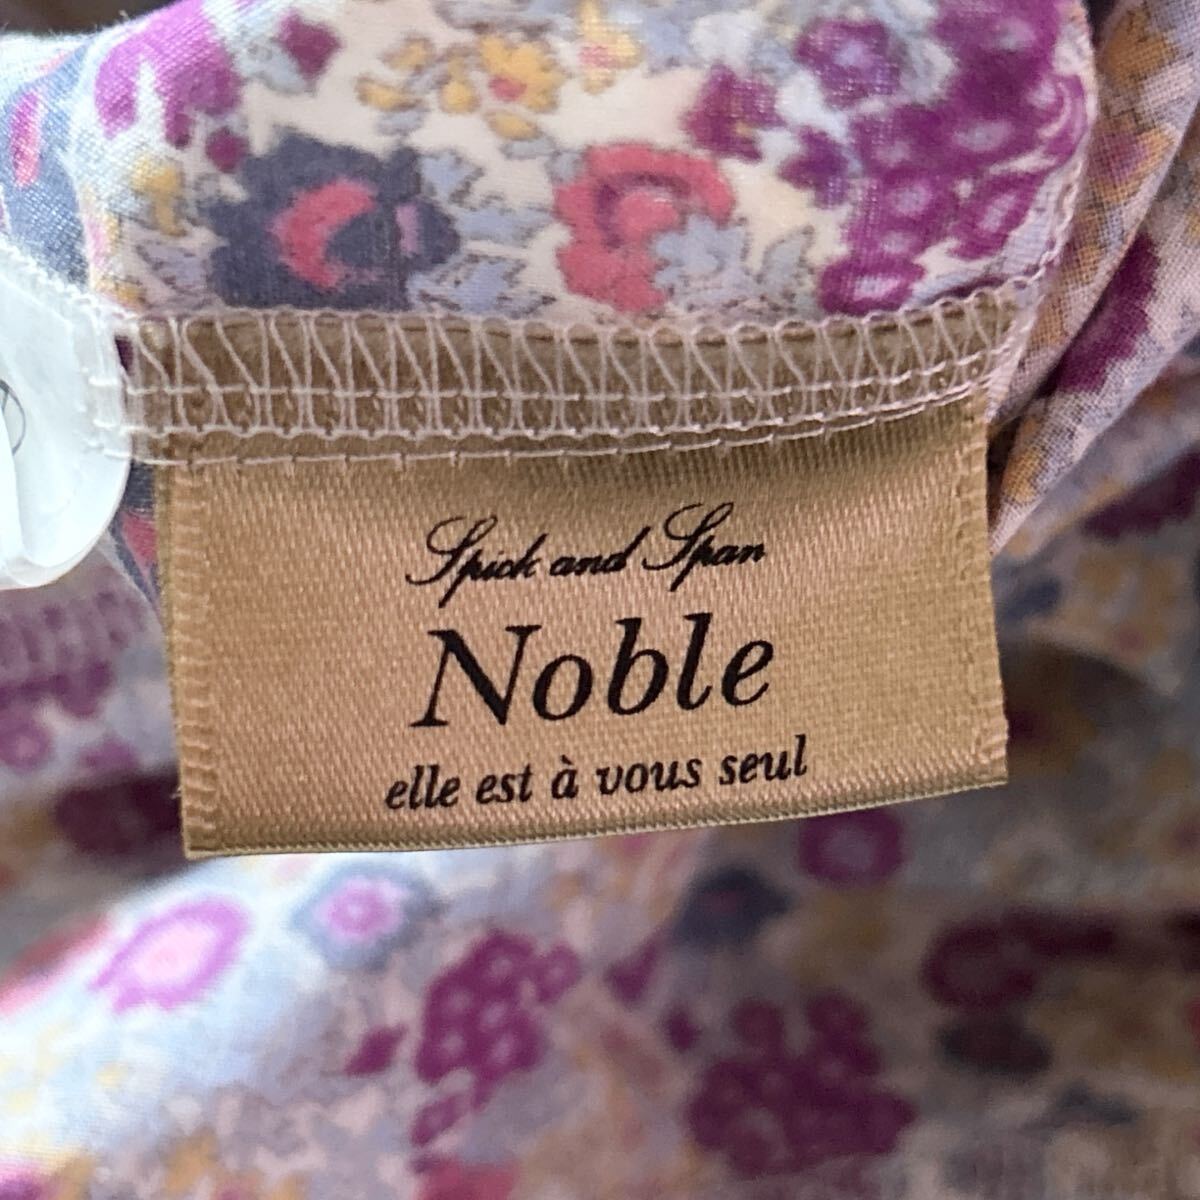 Spick and Span
Noble
elle est à vous seul